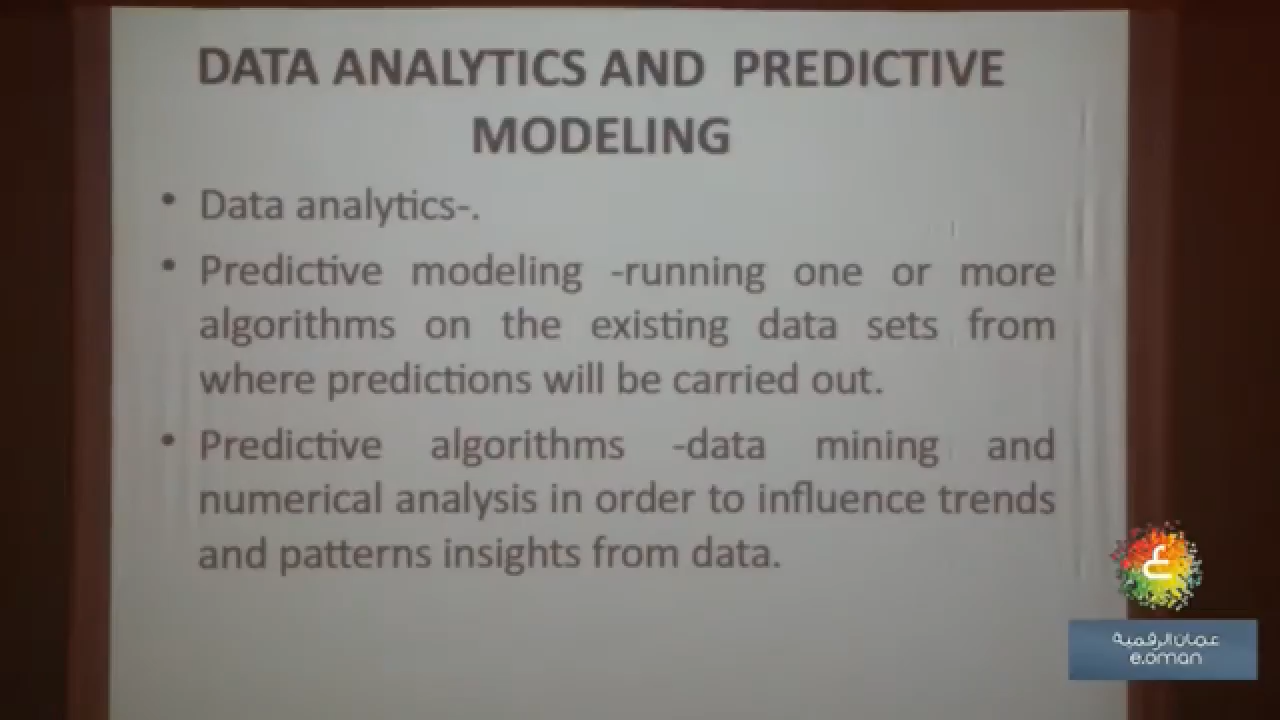 DATA ANALYTICS AND PREDICTIVE
MODELING
• Data analytics-.
• Predictive modeling -running one or more
algorithms on the existing data sets from
where predictions will be carried out.
• Predictive algorithms -data mining and
numerical analysis in order to influence trends
and patterns insights from data.
ع
عمان الرقمية
e.oman